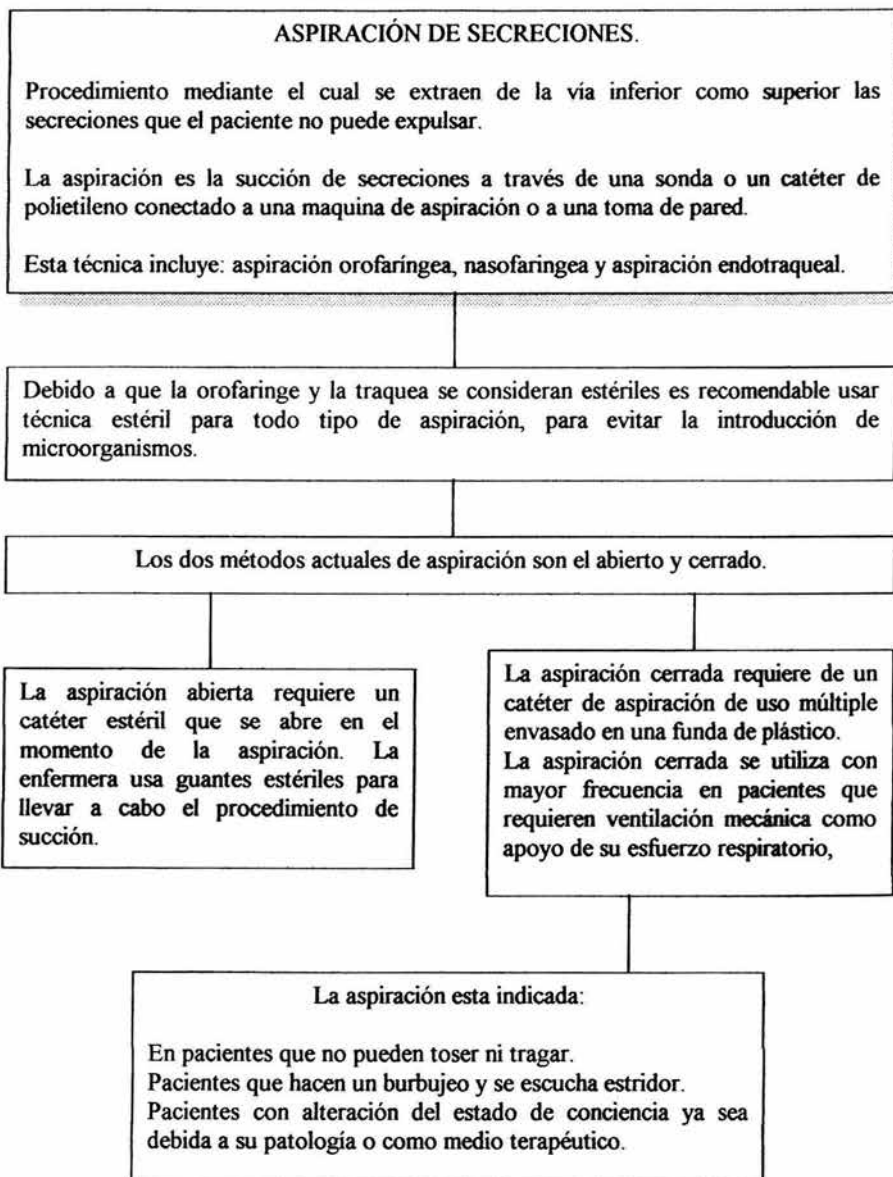 ASPIRACIÓN DE SECRECIONES.
Procedimiento mediante el cual se extraen de la vía inferior como superior las
secreciones que el paciente no puede expulsar.
La aspiración es la succión de secreciones a través de una sonda o un catéter de
polietileno conectado a una maquina de aspiración o a una toma de pared.
Esta técnica incluye: aspiración orofaríngea, nasofaringea y aspiración endotraqueal.
Debido a que la orofaringe y la traquea se consideran estériles es recomendable usar
técnica estéril para todo tipo de aspiración, para evitar la introducción de
microorganismos.
Los dos métodos actuales de aspiración son el abierto y cerrado.
La aspiración abierta requiere un
catéter estéril que se abre en el
momento de la aspiración. La
enfermera usa guantes estériles para
llevar a cabo el procedimiento de
succión.
La aspiración cerrada requiere de un
catéter de aspiración de uso múltiple
envasado en una funda de plástico.
La aspiración cerrada se utiliza con
mayor frecuencia en pacientes que
requieren ventilación mecánica como
apoyo de su esfuerzo respiratorio,
La aspiración esta indicada:
En pacientes que no pueden toser ni tragar.
Pacientes que hacen un burbujeo y se escucha estridor.
Pacientes con alteración del estado de conciencia ya sea
debida a su patología o como medio terapéutico.